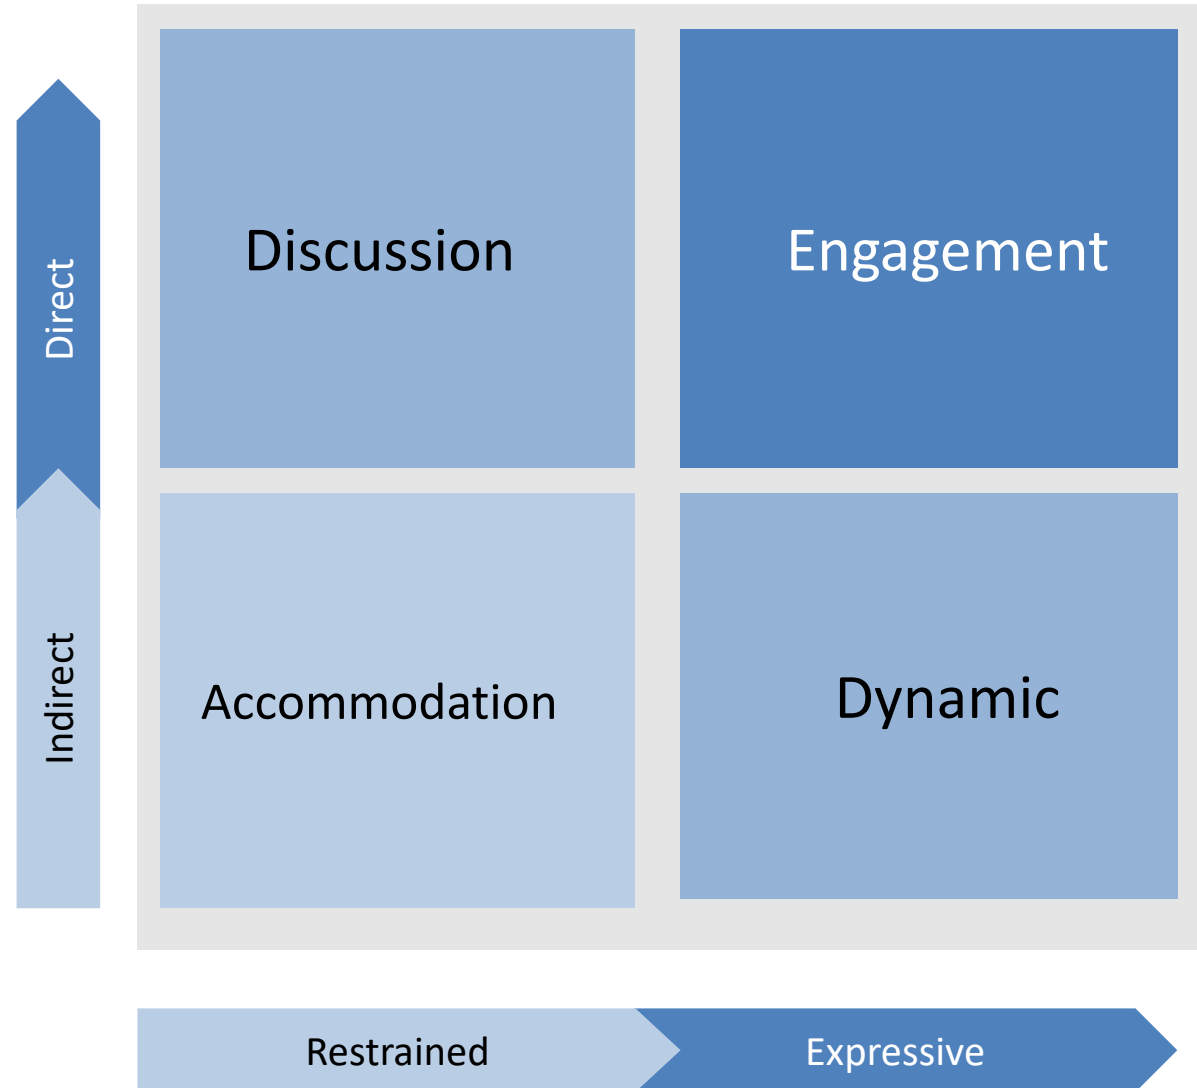 Direct
Discussion
Engagement
Indirect
Accommodation
Dynamic
Restrained
Expressive